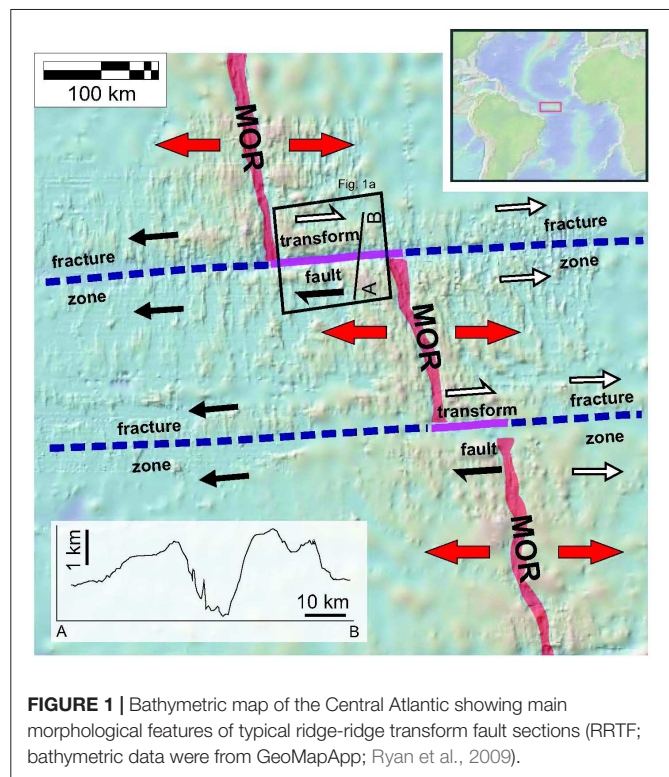 100 km
MOR
Fig. 1a
B
transform
fracture
fracture
fault
zone
zone
A
MOR
transform
fracture
fracture
fault
zone
zone
MOR
1 km
10 km
A
B
FIGURE 1 | Bathymetric map of the Central Atlantic showing main
morphological features of typical ridge-ridge transform fault sections (RRTF;
bathymetric data were from GeoMapApp; Ryan et al., 2009).